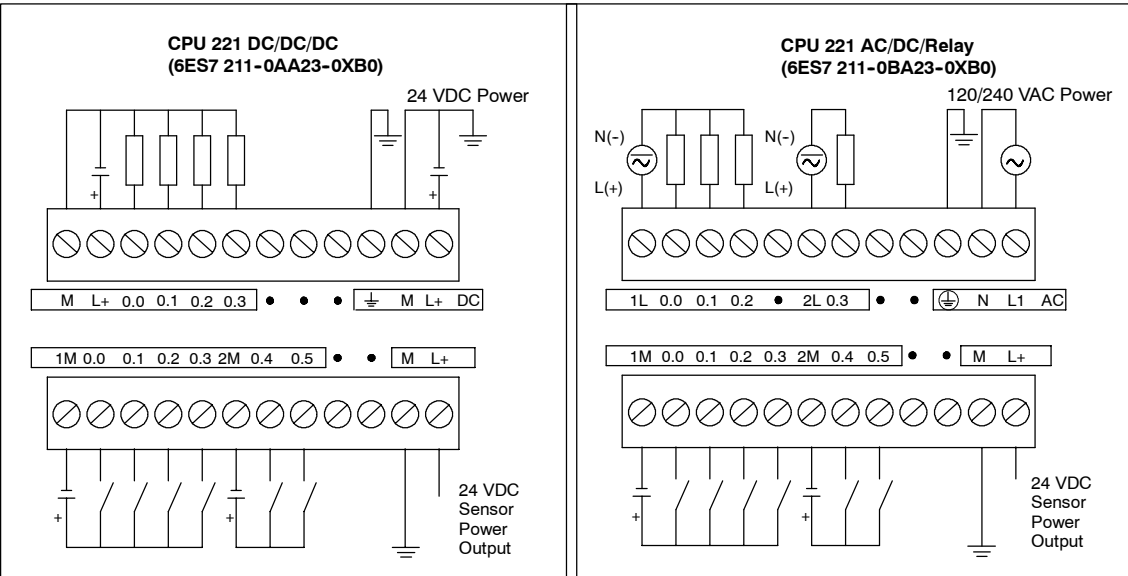 CPU 221 DC/DC/DC
(6ES7 211-0AA23-0XB0)
24 VDC Power
+
+
M L+ 0.0 0.1 0.2 0.3 • • • ⏚ M L+ DC
1M 0.0 0.1 0.2 0.3 2M 0.4 0.5 • • M L+
+
+
24 VDC
Sensor
Power
Output
CPU 221 AC/DC/Relay
(6ES7 211-0BA23-0XB0)
120/240 VAC Power
N(-)
L(+)
N(-)
L(+)
1L 0.0 0.1 0.2 • 2L 0.3 • • ⏚ N L1 AC
1M 0.0 0.1 0.2 0.3 2M 0.4 0.5 • • M L+
+
+
24 VDC
Sensor
Power
Output